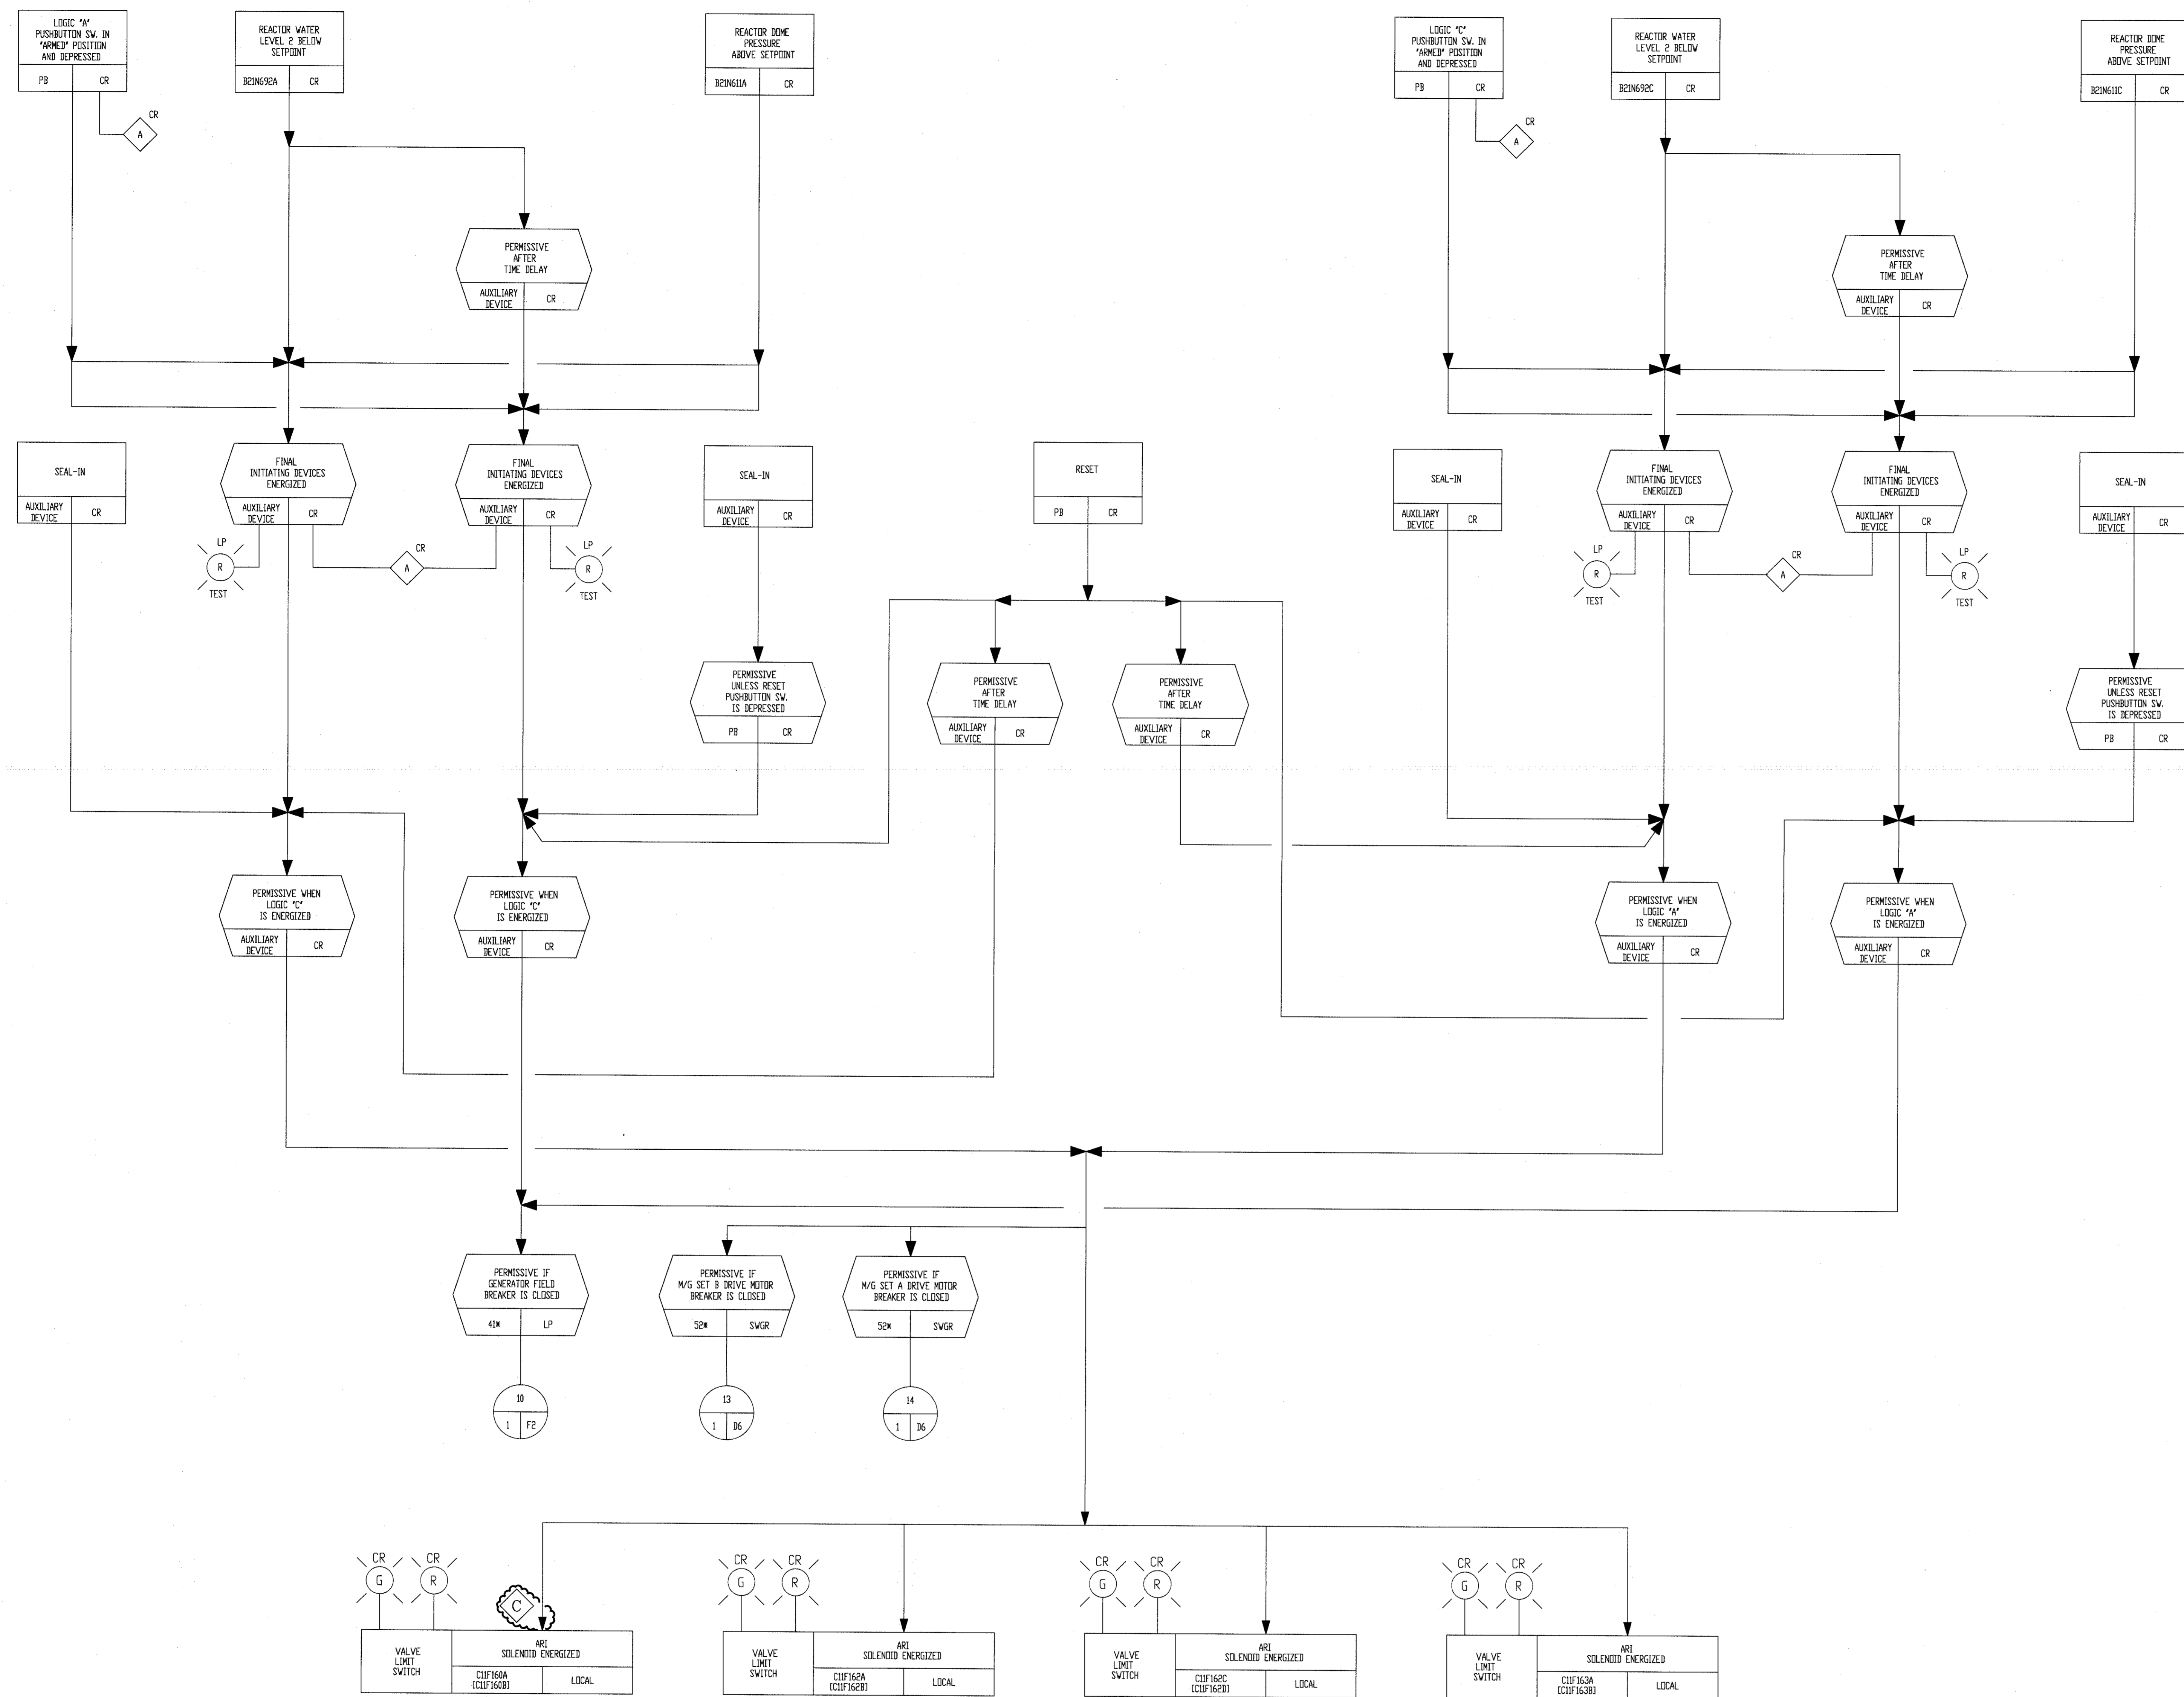 LOGIC "A"
PUSHBUTTON SW. IN
"ARMED" POSITION
AND DEPRESSED
PB CR
CR
A
REACTOR WATER
LEVEL 2 BELOW
SETPOINT
B21N692A CR
REACTOR DOME
PRESSURE
ABOVE SETPOINT
B21N611A CR
LOGIC "C"
PUSHBUTTON SW. IN
"ARMED" POSITION
AND DEPRESSED
PB CR
CR
A
REACTOR WATER
LEVEL 2 BELOW
SETPOINT
B21N692C CR
REACTOR DOME
PRESSURE
ABOVE SETPOINT
B21N611C CR
PERMISSIVE
AFTER
TIME DELAY
AUXILIARY
DEVICE
CR
PERMISSIVE
AFTER
TIME DELAY
AUXILIARY
DEVICE
CR
SEAL-IN
AUXILIARY
DEVICE
CR
FINAL
INITIATING DEVICES
ENERGIZED
AUXILIARY
DEVICE
CR
LP
R
TEST
CR
A
FINAL
INITIATING DEVICES
ENERGIZED
AUXILIARY
DEVICE
CR
LP
R
TEST
SEAL-IN
AUXILIARY
DEVICE
CR
RESET
PB CR
SEAL-IN
AUXILIARY
DEVICE
CR
FINAL
INITIATING DEVICES
ENERGIZED
AUXILIARY
DEVICE
CR
LP
R
TEST
CR
A
FINAL
INITIATING DEVICES
ENERGIZED
AUXILIARY
DEVICE
CR
LP
R
TEST
SEAL-IN
AUXILIARY
DEVICE
CR
PERMISSIVE
UNLESS RESET
PUSHBUTTON SW.
IS DEPRESSED
PB CR
PERMISSIVE
AFTER
TIME DELAY
AUXILIARY
DEVICE
CR
PERMISSIVE
AFTER
TIME DELAY
AUXILIARY
DEVICE
CR
PERMISSIVE
UNLESS RESET
PUSHBUTTON SW.
IS DEPRESSED
PB CR
PERMISSIVE WHEN
LOGIC "C"
IS ENERGIZED
AUXILIARY
DEVICE
CR
PERMISSIVE WHEN
LOGIC "C"
IS ENERGIZED
AUXILIARY
DEVICE
CR
PERMISSIVE WHEN
LOGIC "A"
IS ENERGIZED
AUXILIARY
DEVICE
CR
PERMISSIVE WHEN
LOGIC "A"
IS ENERGIZED
AUXILIARY
DEVICE
CR
PERMISSIVE IF
GENERATOR FIELD
BREAKER IS CLOSED
41* LP
PERMISSIVE IF
M/G SET B DRIVE MOTOR
BREAKER IS CLOSED
52* SWGR
PERMISSIVE IF
M/G SET A DRIVE MOTOR
BREAKER IS CLOSED
52* SWGR
10
1 F2
13
1 D6
14
1 D6
CR CR
G R
C
VALVE
LIMIT
SWITCH
ARI
SOLENOID ENERGIZED
C11F160A
[C11F160B]
LOCAL
CR CR
G R
VALVE
LIMIT
SWITCH
ARI
SOLENOID ENERGIZED
C11F162A
[C11F162B]
LOCAL
CR CR
G R
VALVE
LIMIT
SWITCH
ARI
SOLENOID ENERGIZED
C11F162C
[C11F162D]
LOCAL
CR CR
G R
VALVE
LIMIT
SWITCH
ARI
SOLENOID ENERGIZED
C11F163A
[C11F163B]
LOCAL